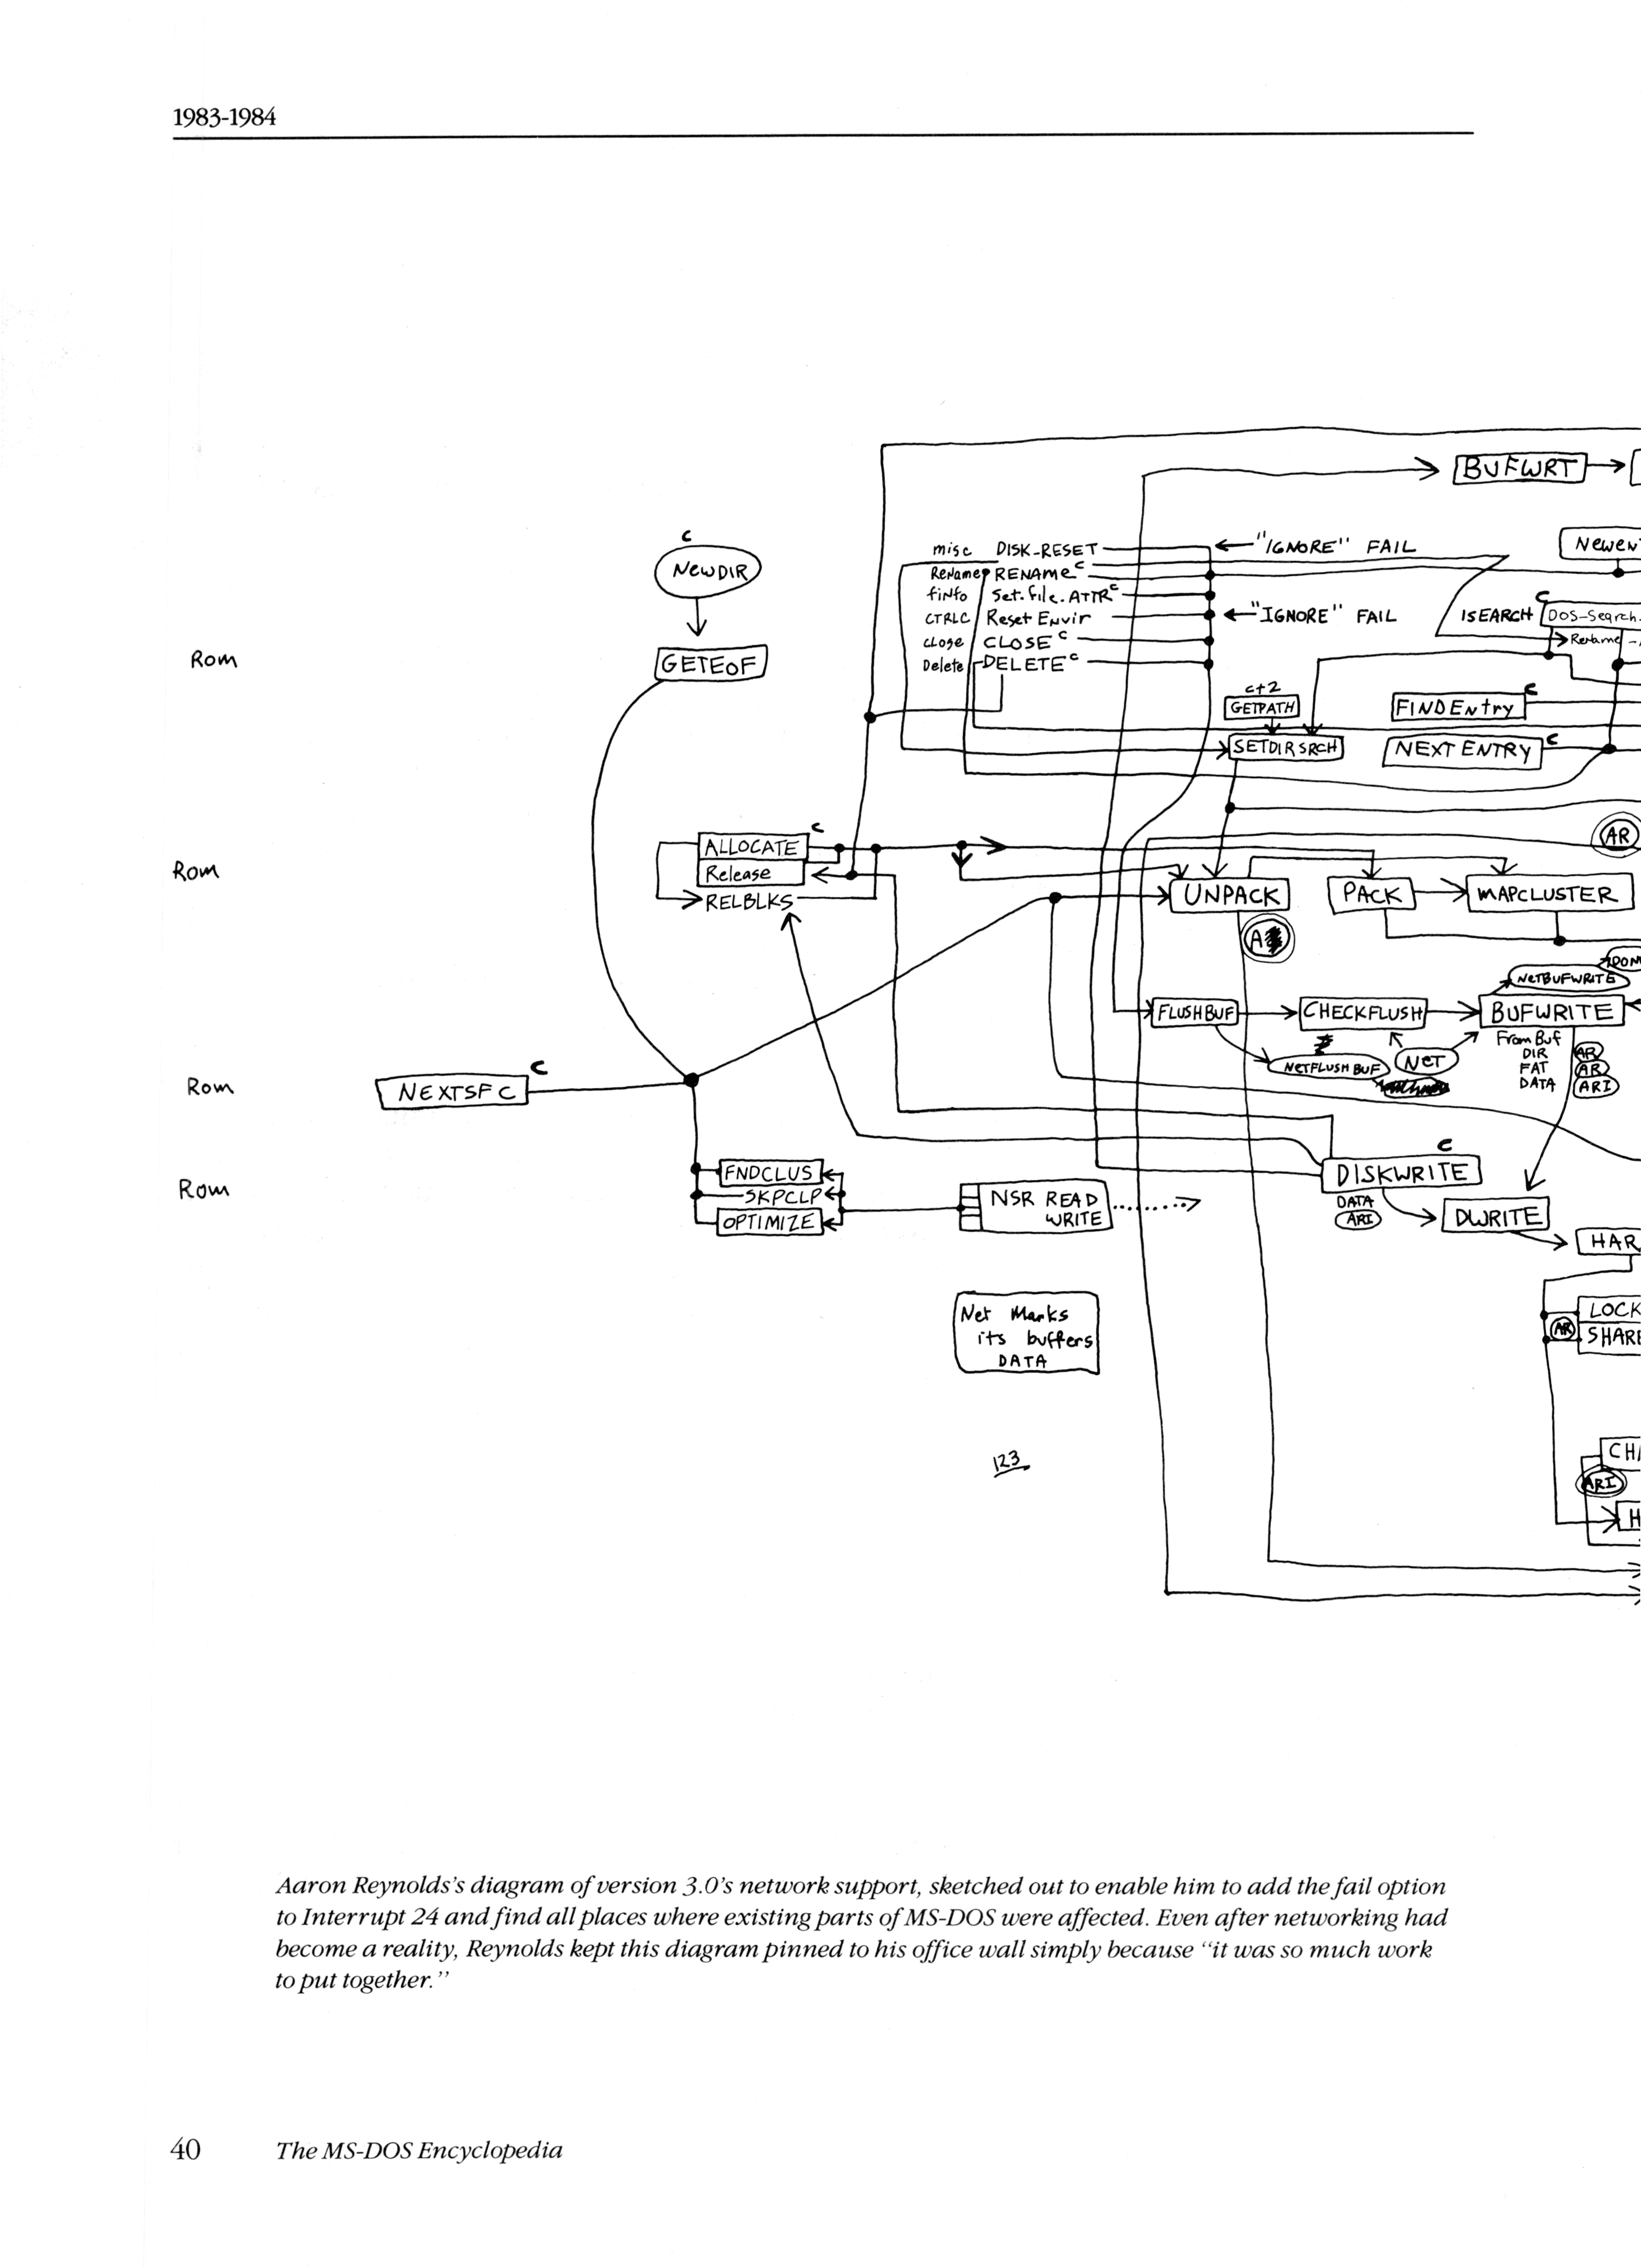 1983-1984
BUFWRT
C
NewDIR
misc DISK-RESET
"IGNORE" FAIL
ReName RENAMe C
finfo Set.file.ATTR C
CTRLC Reset Envir
"IGNORE" FAIL
close CLOSE C
Delete DELETE C
C
ISEARCH DOS-Search
Rename
Rom
GETEOF
C+2
GETPATH
C
FINDEntry
SETDIRSRCH
NEXT ENTRY C
AR
Rom
C
ALLOCATE
Release
RELBLKS
UNPACK
PACK
MAPCLUSTER
NETBUFWRITE
FLUSHBUF
CHECKFLUSH
BUFWRITE
From Buf
DIR AR
FAT AR
DATA ARI
NETFLUSHBUF
NET
Rom
NEXTSFC C
Rom
FNDCLUS
SKPCLP
OPTIMIZE
NSR READ
WRITE
C
DISKWRITE
DATA
ARI
DWRITE
HAR
LOCK
AR
SHARE
Net Marks
its buffers
DATA
123
ARI
Aaron Reynolds's diagram of version 3.0's network support, sketched out to enable him to add the fail option
to Interrupt 24 and find all places where existing parts of MS-DOS were affected. Even after networking had
become a reality, Reynolds kept this diagram pinned to his office wall simply because “it was so much work
to put together.”
40 The MS-DOS Encyclopedia